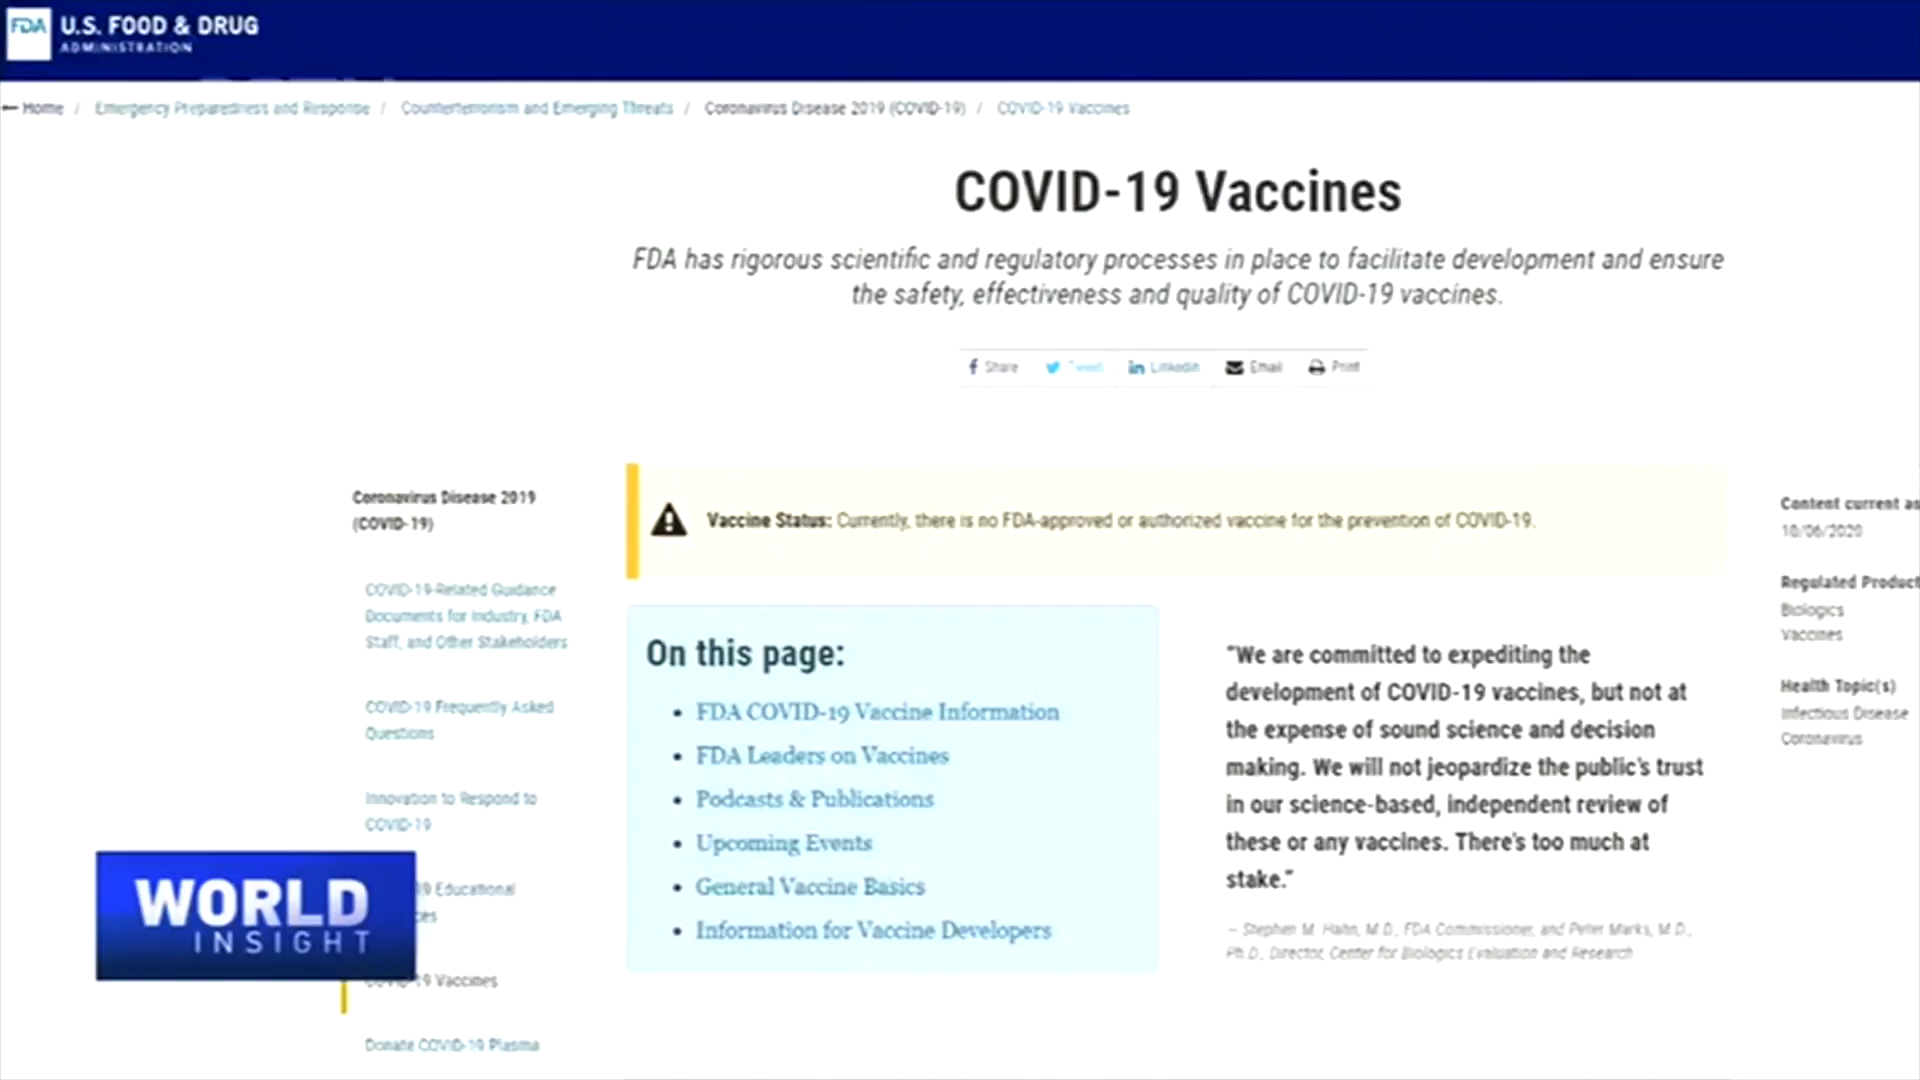 FDA U.S. FOOD & DRUG
ADMINISTRATION
Home / Emergency Preparedness and Response / Counterterrorism and Emerging Threats / Coronavirus Disease 2019 (COVID-19) / COVID-19 Vaccines
COVID-19 Vaccines
FDA has rigorous scientific and regulatory processes in place to facilitate development and ensure
the safety, effectiveness and quality of COVID-19 vaccines.
Share Tweet Linkedin Email Print
Coronavirus Disease 2019
(COVID-19)
COVID-19-Related Guidance
Documents for Industry, FDA
Staff, and Other Stakeholders
COVID-19 Frequently Asked
Questions
Innovation to Respond to
COVID-19
19 Educational
ces
COVID-19 Vaccines
Donate COVID-19 Plasma
WORLD
INSIGHT
Vaccine Status: Currently, there is no FDA-approved or authorized vaccine for the prevention of COVID-19.
On this page:
• FDA COVID-19 Vaccine Information
• FDA Leaders on Vaccines
• Podcasts & Publications
• Upcoming Events
• General Vaccine Basics
• Information for Vaccine Developers
"We are committed to expediting the
development of COVID-19 vaccines, but not at
the expense of sound science and decision
making. We will not jeopardize the public's trust
in our science-based, independent review of
these or any vaccines. There's too much at
stake."
– Stephen M. Hahn, M.D., FDA Commissioner, and Peter Marks, M.D.,
Ph.D., Director, Center for Biologics Evaluation and Research
Content current as
10/06/2020
Regulated Product
Biologics
Vaccines
Health Topic(s)
Infectious Disease
Coronavirus